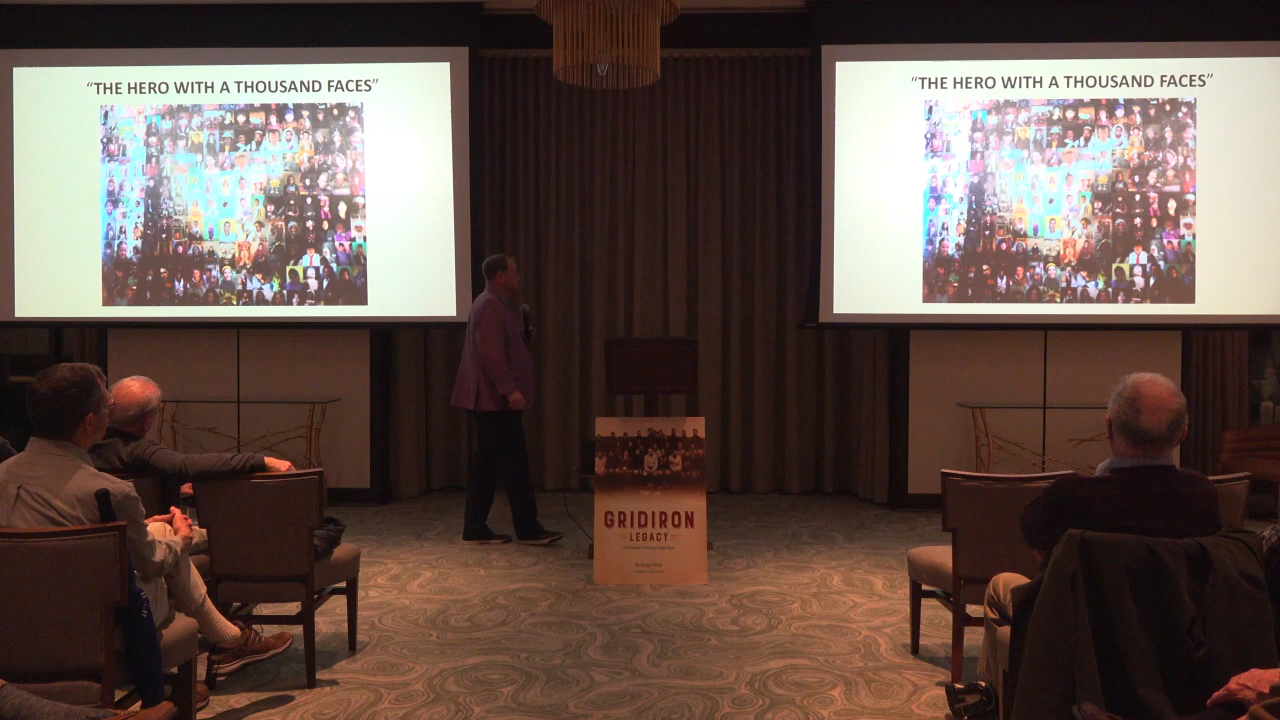 “THE HERO WITH A THOUSAND FACES”
“THE HERO WITH A THOUSAND FACES”
GRIDIRON
LEGACY